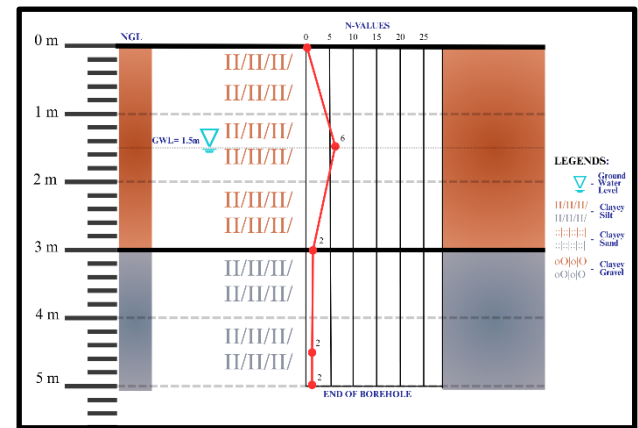 N-VALUES
NGL
0 5 10 15 20 25
0 m
II/II/II/
II/II/II/
1 m
II/II/II/
6
GWL= 1.5m
II/II/II/
2 m
II/II/II/
II/II/II/
2
3 m
II/II/II/
II/II/II/
4 m
II/II/II/
2
II/II/II/
2
5 m
END OF BOREHOLE
LEGENDS:
- Ground
Water
Level
II/II/II/ - Clayey
II/II/II/ Silt
::|::|::| - Clayey
::|::|::| Sand
oO|o|O - Clayey
oO|o|O Gravel